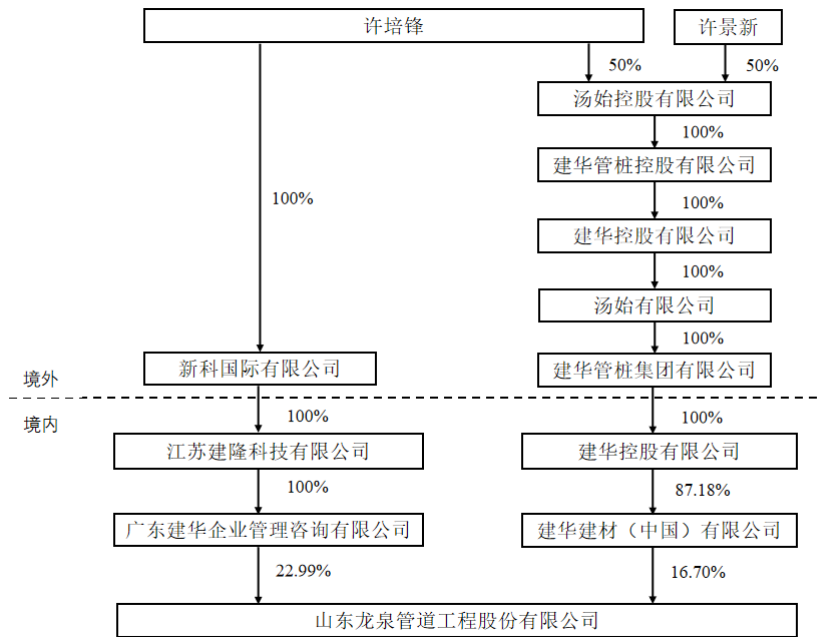 许培锋
许景新
50%
50%
汤始控股有限公司
100%
建华管桩控股有限公司
100%
100%
建华控股有限公司
100%
汤始有限公司
100%
新科国际有限公司
建华管桩集团有限公司
境外
境内
100%
100%
江苏建隆科技有限公司
建华控股有限公司
100%
87.18%
广东建华企业管理咨询有限公司
建华建材（中国）有限公司
22.99%
16.70%
山东龙泉管道工程股份有限公司